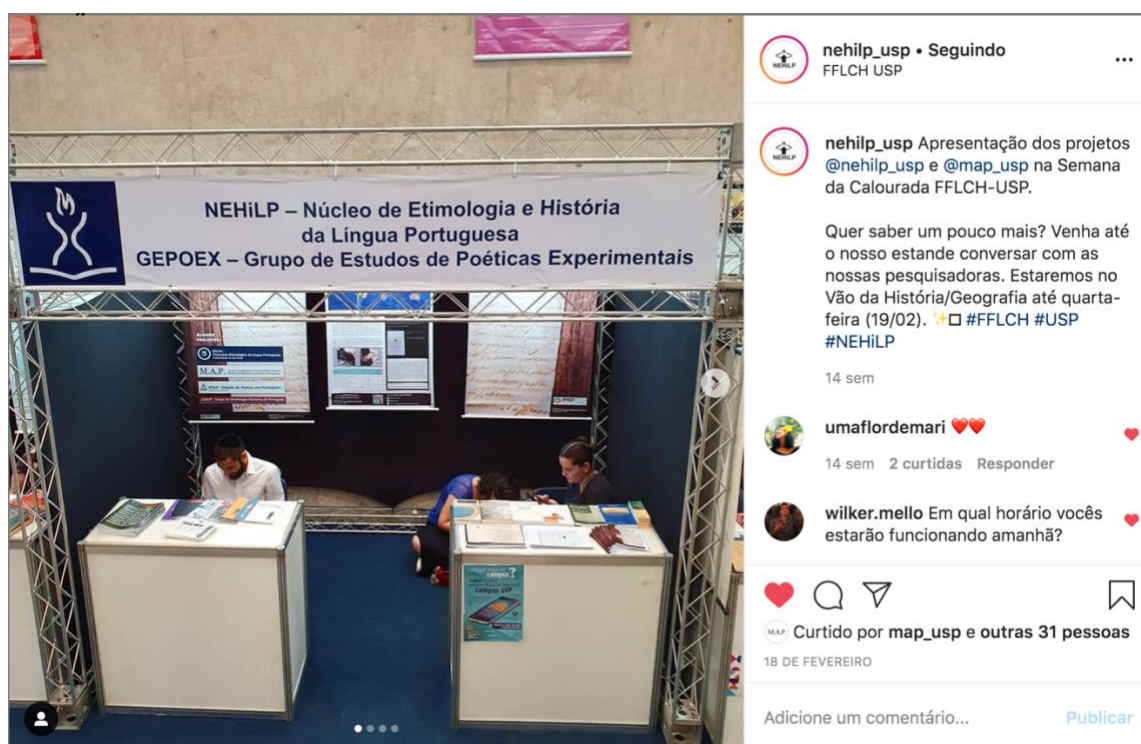 NEHiLP – Núcleo de Etimologia e História
da Língua Portuguesa
GEPOEX – Grupo de Estudos de Poéticas Experimentais
ALGUNS
PROJETOS:
M.A.P.
campus?
Campus USP
nehilp_usp • Seguindo
FFLCH USP
nehilp_usp Apresentação dos projetos
@nehilp_usp e @map_usp na Semana
da Calourada FFLCH-USP.
Quer saber um pouco mais? Venha até
o nosso estande conversar com as
nossas pesquisadoras. Estaremos no
Vão da História/Geografia até quarta-
feira (19/02). ✨□ #FFLCH #USP
#NEHiLP
14 sem
umaflordemari ❤️❤️
14 sem 2 curtidas Responder
wilker.mello Em qual horário vocês
estarão funcionando amanhã?
Curtido por map_usp e outras 31 pessoas
18 DE FEVEREIRO
Adicione um comentário... Publicar